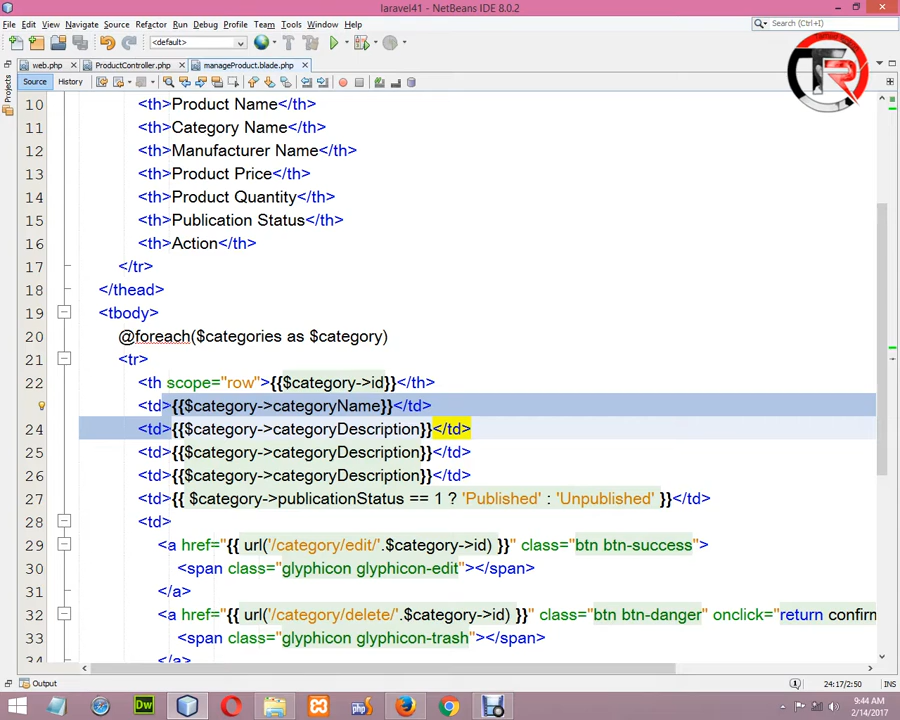 laravel41 - NetBeans IDE 8.0.2
File Edit View Navigate Source Refactor Run Debug Profile Team Tools Window Help
Search (Ctrl+I)
<default>
web.php ProductController.php manageProduct.blade.php
Source History
Projects
10 <th>Product Name</th>
11 <th>Category Name</th>
12 <th>Manufacturer Name</th>
13 <th>Product Price</th>
14 <th>Product Quantity</th>
15 <th>Publication Status</th>
16 <th>Action</th>
17 </tr>
18 </thead>
19 <tbody>
20 @foreach($categories as $category)
21 <tr>
22 <th scope="row">{{$category->id}}</th>
<td>{{$category->categoryName}}</td>
24 <td>{{$category->categoryDescription}}</td>
25 <td>{{$category->categoryDescription}}</td>
26 <td>{{$category->categoryDescription}}</td>
27 <td>{{ $category->publicationStatus == 1 ? 'Published' : 'Unpublished' }}</td>
28 <td>
29 <a href="{{ url('/category/edit/'.$category->id) }}" class="btn btn-success">
30 <span class="glyphicon glyphicon-edit"></span>
31 </a>
32 <a href="{{ url('/category/delete/'.$category->id) }}" class="btn btn-danger" onclick="return confirm
33 <span class="glyphicon glyphicon-trash"></span>
34 </a>
Output
24:17/2:50 INS
9:44 AM
2/14/2017